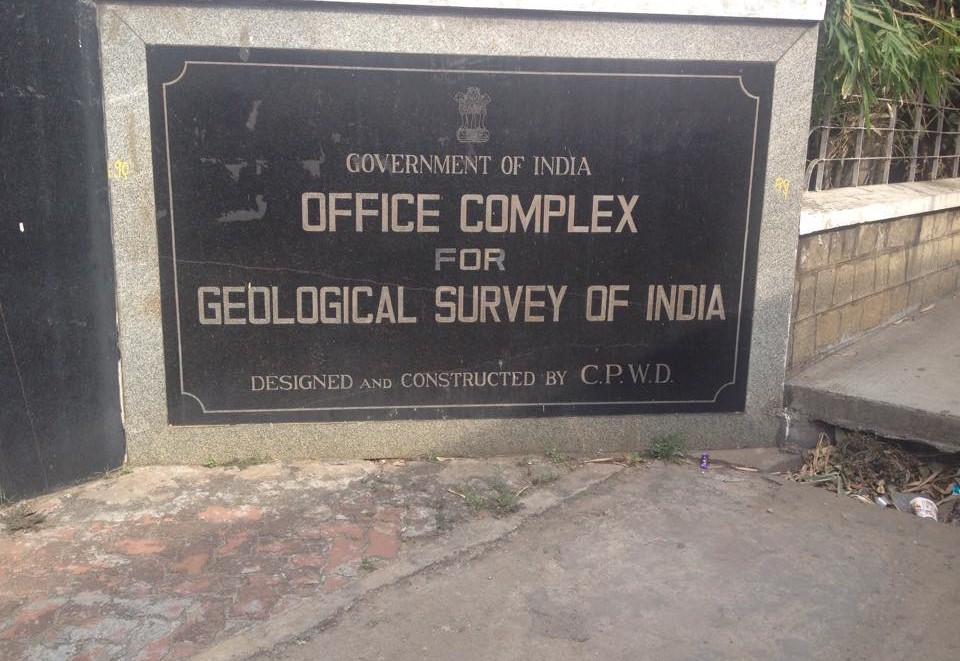 GOVERNMENT OF INDIA
OFFICE COMPLEX
FOR
GEOLOGICAL SURVEY OF INDIA
DESIGNED AND CONSTRUCTED BY C.P.W.D.